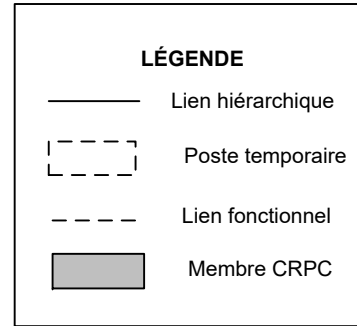 LÉGENDE
Lien hiérarchique
Poste temporaire
Lien fonctionnel
Membre CRPC